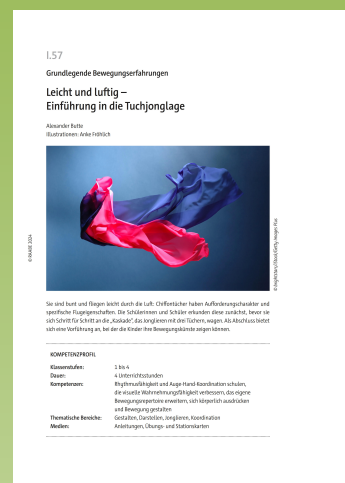 I.57
Grundlegende Bewegungserfahrungen
Leicht und luftig –
Einführung in die Tuchjonglage
Alexander Butte
Illustrationen: Anke Fröhlich
© RAABE 2024
Sie sind bunt und fliegen leicht durch die Luft: Chiffontücher haben Aufforderungscharakter und
spezifische Flugeigenschaften. Die Schülerinnen und Schüler erkunden diese zunächst, bevor sie
sich Schritt für Schritt an die „Kaskade“, das Jonglieren mit drei Tüchern, wagen. Als Abschluss bietet
sich eine Vorführung an, bei der die Kinder ihre Bewegungskünste zeigen können.
KOMPETENZPROFIL
Klassenstufen: 1 bis 4
Dauer: 4 Unterrichtsstunden
Kompetenzen: Rhythmusfähigkeit und Auge-Hand-Koordination schulen,
die visuelle Wahrnehmungsfähigkeit verbessern, das eigene
Bewegungsrepertoire erweitern, sich körperlich ausdrücken
und Bewegung gestalten
Thematische Bereiche: Gestalten, Darstellen, Jonglieren, Koordination
Medien: Anleitungen, Übungs- und Stationskarten